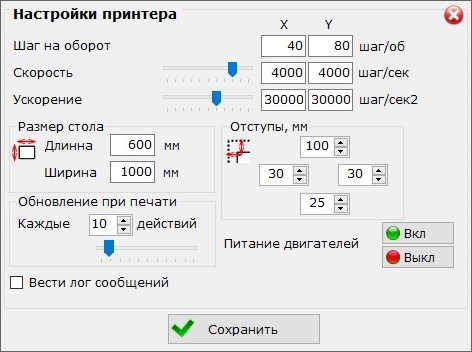 Настройки принтера
X Y
Шаг на оборот 40 80 шаг/об
Скорость 4000 4000 шаг/сек
Ускорение 30000 30000 шаг/сек2
Размер стола
Длинна 600 мм
Ширина 1000 мм
Отступы, мм
100
30 30
25
Обновление при печати
Каждые 10 действий
Питание двигателей
Вкл
Выкл
Вести лог сообщений
Сохранить